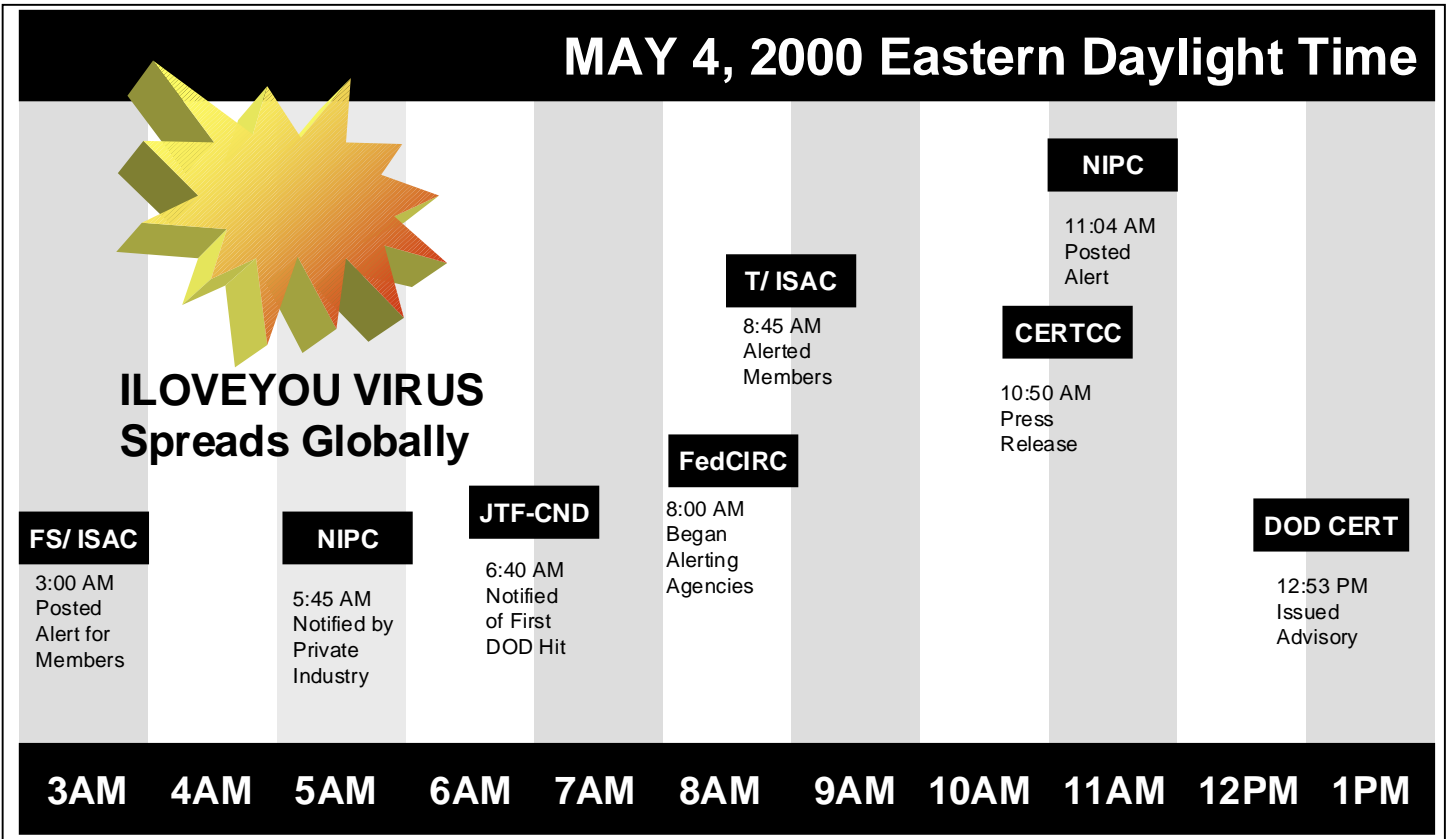 MAY 4, 2000 Eastern Daylight Time
ILOVEYOU VIRUS
Spreads Globally
FS/ ISAC
3:00 AM
Posted
Alert for
Members
NIPC
5:45 AM
Notified by
Private
Industry
JTF-CND
6:40 AM
Notified
of First
DOD Hit
FedCIRC
8:00 AM
Began
Alerting
Agencies
T/ ISAC
8:45 AM
Alerted
Members
CERTCC
10:50 AM
Press
Release
NIPC
11:04 AM
Posted
Alert
DOD CERT
12:53 PM
Issued
Advisory
3AM 4AM 5AM 6AM 7AM 8AM 9AM 10AM 11AM 12PM 1PM